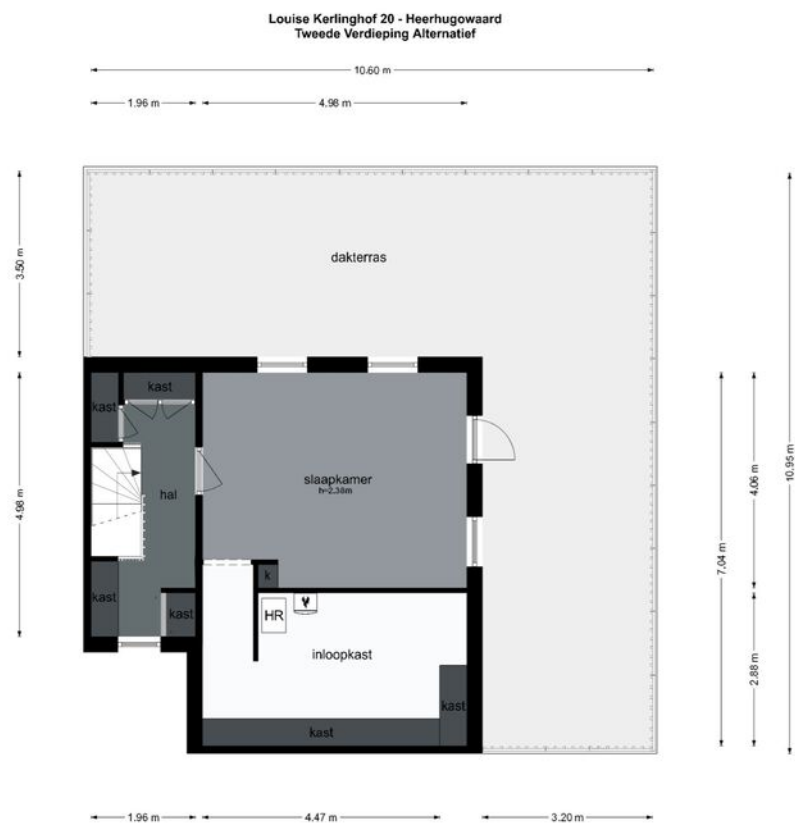 Louise Kerlinghof 20 - Heerhugowaard
Tweede Verdieping Alternatief
10.60 m
1.96 m
4.98 m
3.50 m
dakterras
10.95 m
kast
kast
4.98 m
hal
slaapkamer
h=2.38m
4.06 m
7.04 m
k
kast
kast
HR
inloopkast
2.88 m
kast
kast
1.96 m
4.47 m
3.20 m